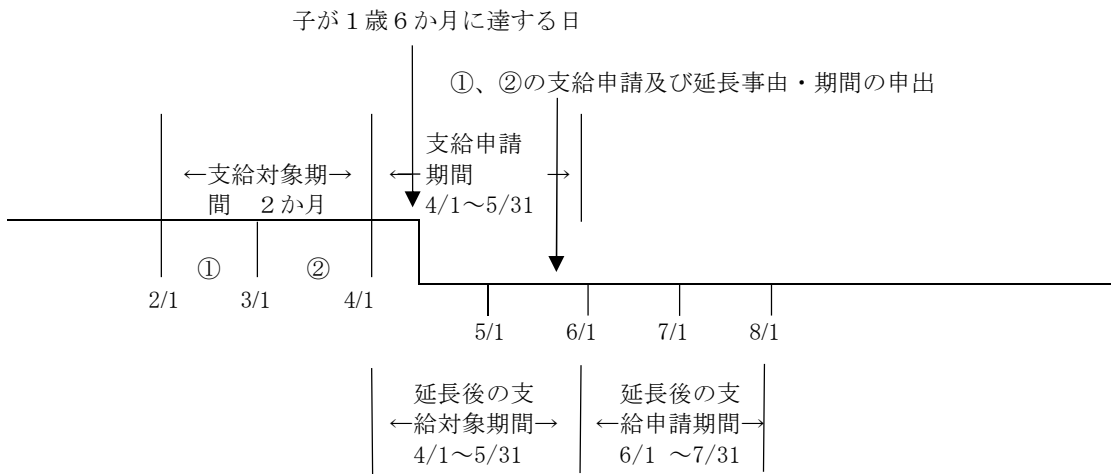 子が１歳６か月に達する日
①、②の支給申請及び延長事由・期間の申出
←支給対象期→
間　２か月
支給申請
←期間　→
4/1～5/31
①
②
2/1
3/1
4/1
5/1
6/1
7/1
8/1
延長後の支
←給対象期間→
4/1～5/31
延長後の支
←給申請期間→
6/1 ～7/31